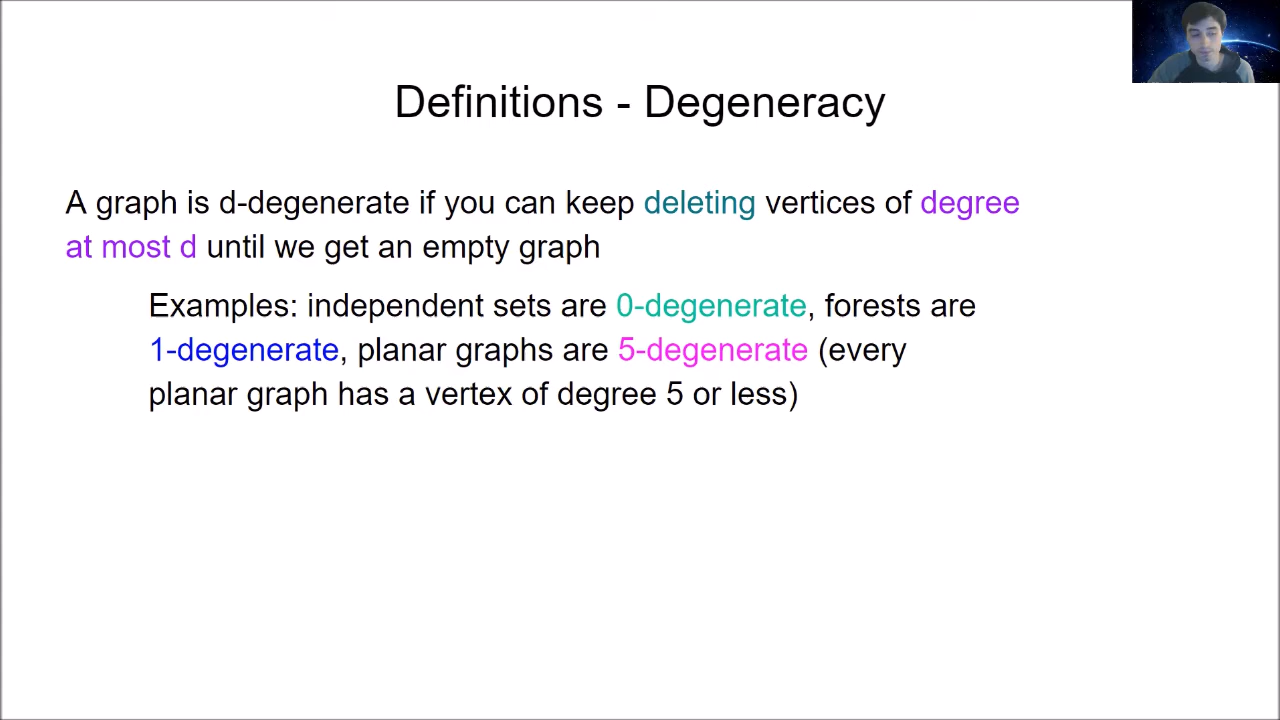 Definitions - Degeneracy
A graph is d-degenerate if you can keep deleting vertices of degree
at most d until we get an empty graph
Examples: independent sets are 0-degenerate, forests are
1-degenerate, planar graphs are 5-degenerate (every
planar graph has a vertex of degree 5 or less)